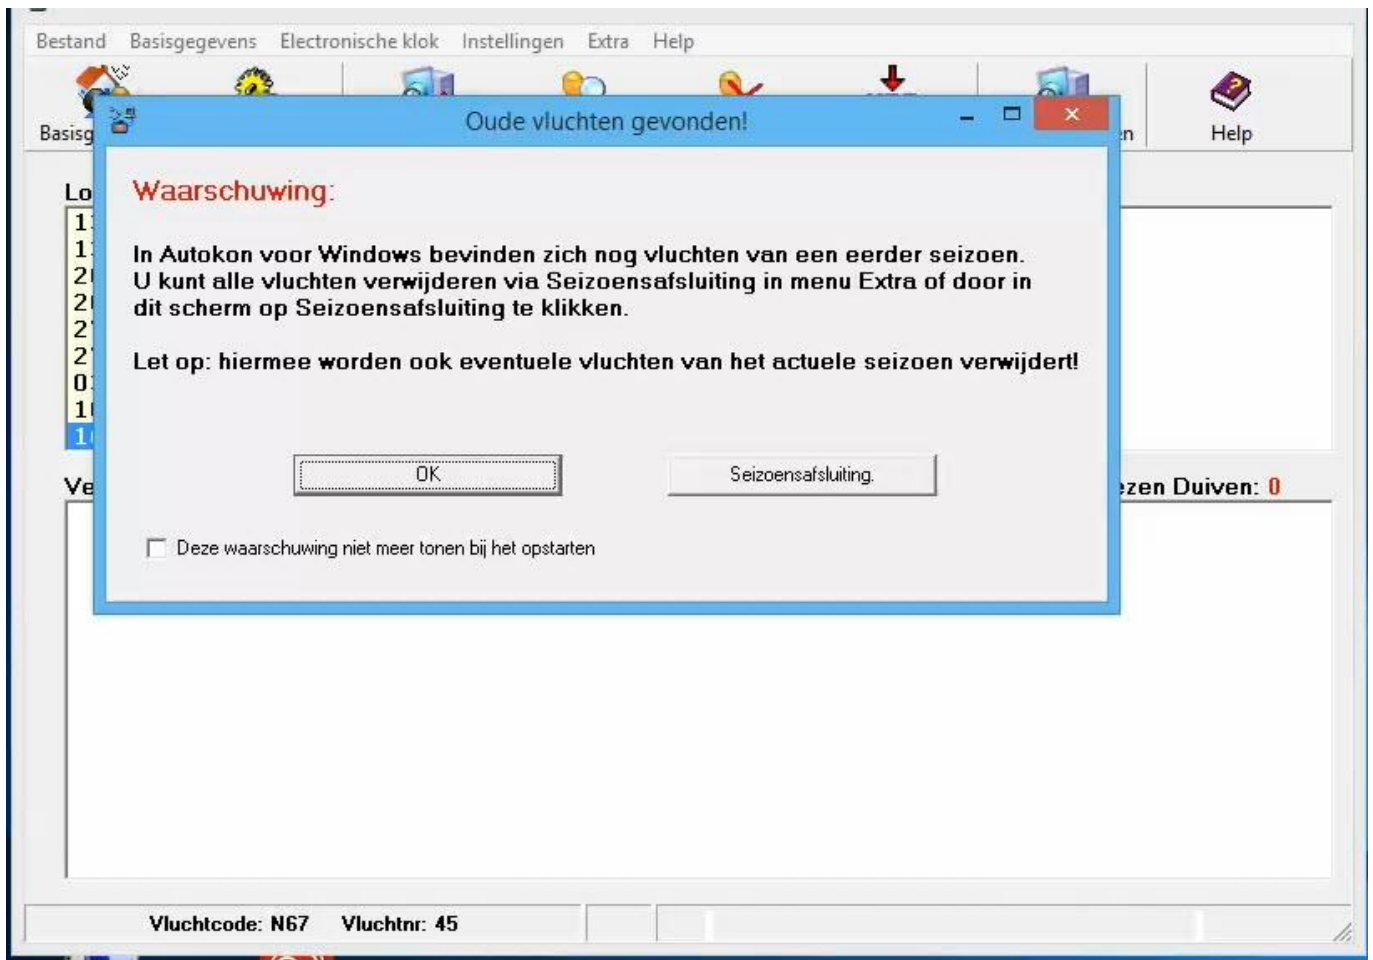 Bestand Basisgegevens Electronische klok Instellingen Extra Help
Help
Oude vluchten gevonden!
Waarschuwing:
In Autokon voor Windows bevinden zich nog vluchten van een eerder seizoen.
U kunt alle vluchten verwijderen via Seizoensafsluiting in menu Extra of door in
dit scherm op Seizoensafsluiting te klikken.
Let op: hiermee worden ook eventuele vluchten van het actuele seizoen verwijdert!
OK Seizoensafsluiting.
Duiven: 0
Deze waarschuwing niet meer tonen bij het opstarten
Vluchtcode: N67 Vluchtnr: 45